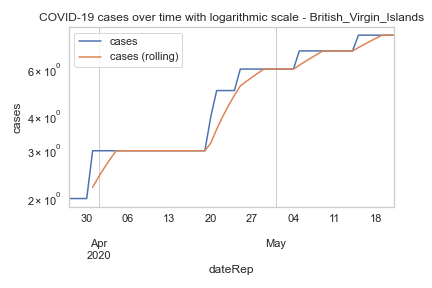 COVID-19 cases over time with logarithmic scale - British_Virgin_Islands
cases
cases (rolling)
cases
6 × 10⁰
4 × 10⁰
3 × 10⁰
2 × 10⁰
30 06 13 20 27 04 11 18
Apr May
2020
dateRep